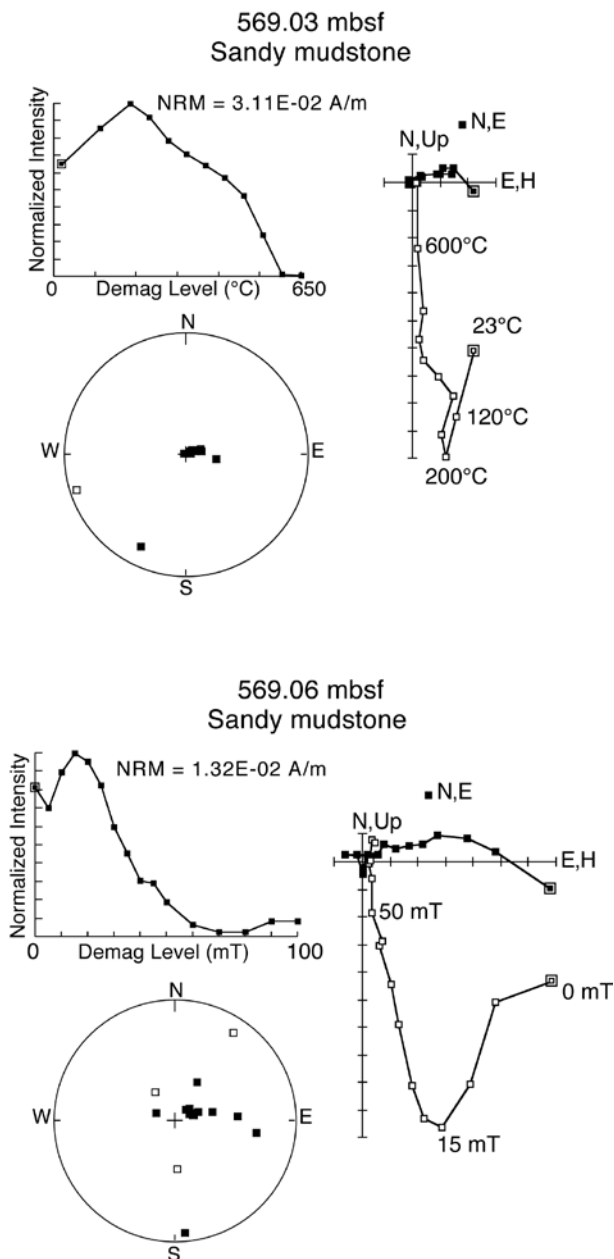 569.03 mbsf
Sandy mudstone
NRM = 3.11E-02 A/m
Normalized Intensity
0
Demag Level (°C)
650
N,Up
N,E
E,H
600°C
23°C
120°C
200°C
N
W
E
S
569.06 mbsf
Sandy mudstone
NRM = 1.32E-02 A/m
Normalized Intensity
0
Demag Level (mT)
100
N,E
N,Up
E,H
50 mT
0 mT
15 mT
N
W
E
S